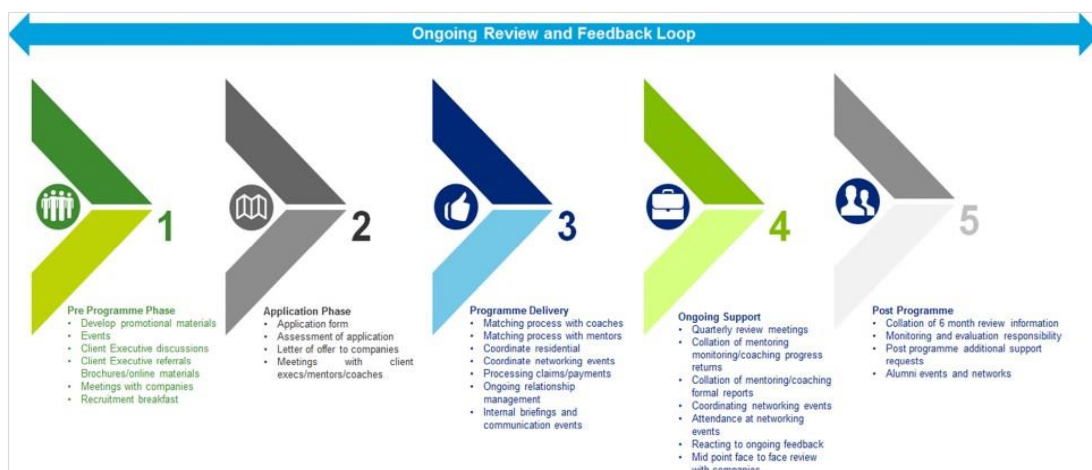 Ongoing Review and Feedback Loop
1
Pre Programme Phase
• Develop promotional materials
• Events
• Client Executive discussions
• Client Executive referrals
Brochures/online materials
• Meetings with companies
• Recruitment breakfast
2
Application Phase
• Application form
• Assessment of application
• Letter of offer to companies
• Meetings with client
execs/mentors/coaches
3
Programme Delivery
• Matching process with coaches
• Matching process with mentors
• Coordinate residential
• Coordinate networking events
• Processing claims/payments
• Ongoing relationship
management
• Internal briefings and
communication events
4
Ongoing Support
• Quarterly review meetings
• Collation of mentoring
monitoring/coaching progress
returns
• Collation of mentoring/coaching
formal reports
• Coordinating networking events
• Attendance at networking
events
• Reacting to ongoing feedback
• Mid point face to face review
with companies
5
Post Programme
• Collation of 6 month review information
• Monitoring and evaluation responsibility
• Post programme additional support
requests
• Alumni events and networks